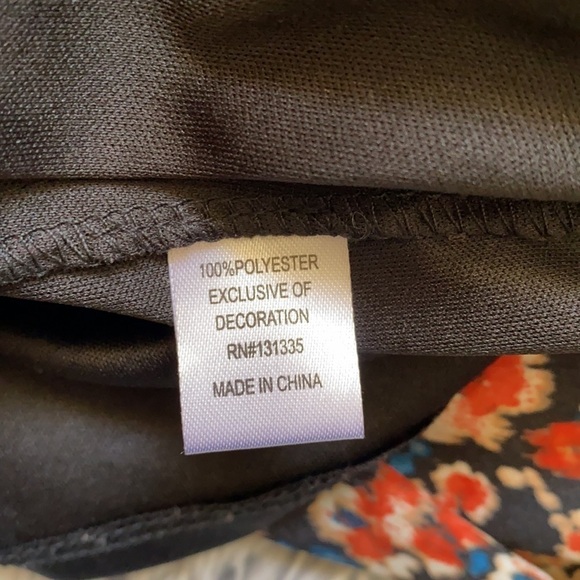 100%POLYESTER
EXCLUSIVE OF
DECORATION
RN#131335
MADE IN CHINA